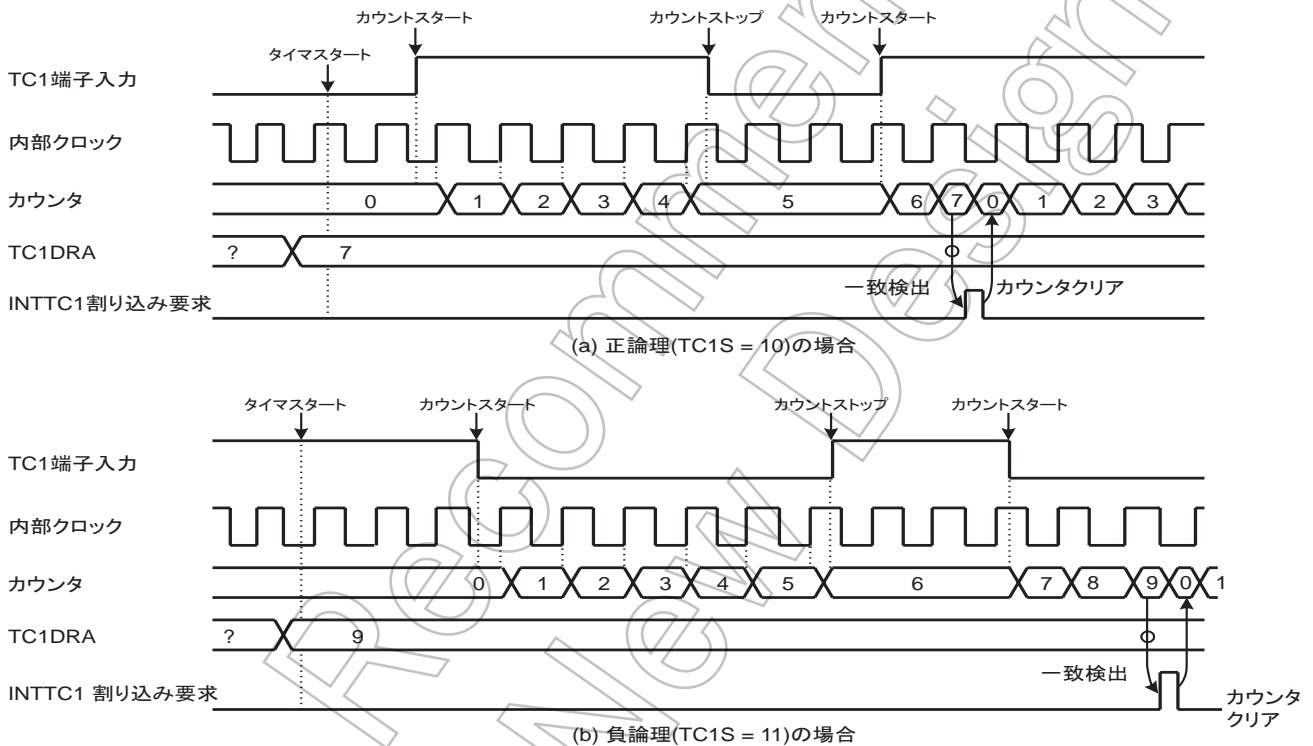 カウントスタート カウントストップ カウントスタート
タイマスタート
TC1端子入力
内部クロック
カウンタ 0 1 2 3 4 5 6 7 0 1 2 3
TC1DRA ? 7
一致検出 カウンタクリア
INTTC1割り込み要求
(a) 正論理(TC1S = 10)の場合
タイマスタート カウントスタート カウントストップ カウントスタート
TC1端子入力
内部クロック
カウンタ 0 1 2 3 4 5 6 7 8 9 0 1
TC1DRA ? 9
一致検出
INTTC1 割り込み要求 カウンタ
クリア
(b) 負論理(TC1S = 11)の場合
Recommen
New Design